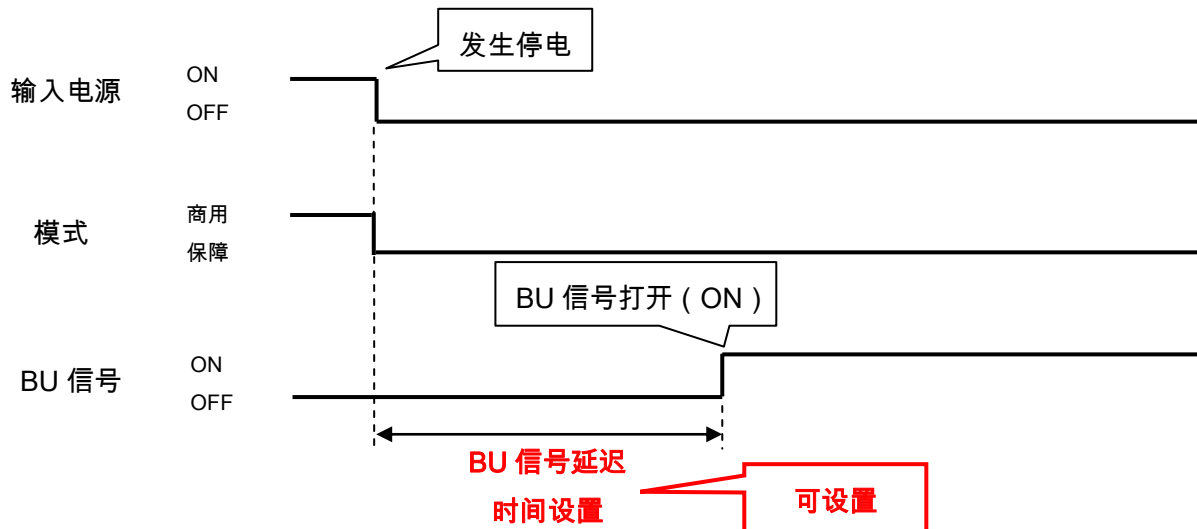 发生停电
输入电源
ON
OFF
模式
商用
保障
BU 信号打开（ON）
BU 信号
ON
OFF
BU 信号延迟
时间设置
可设置